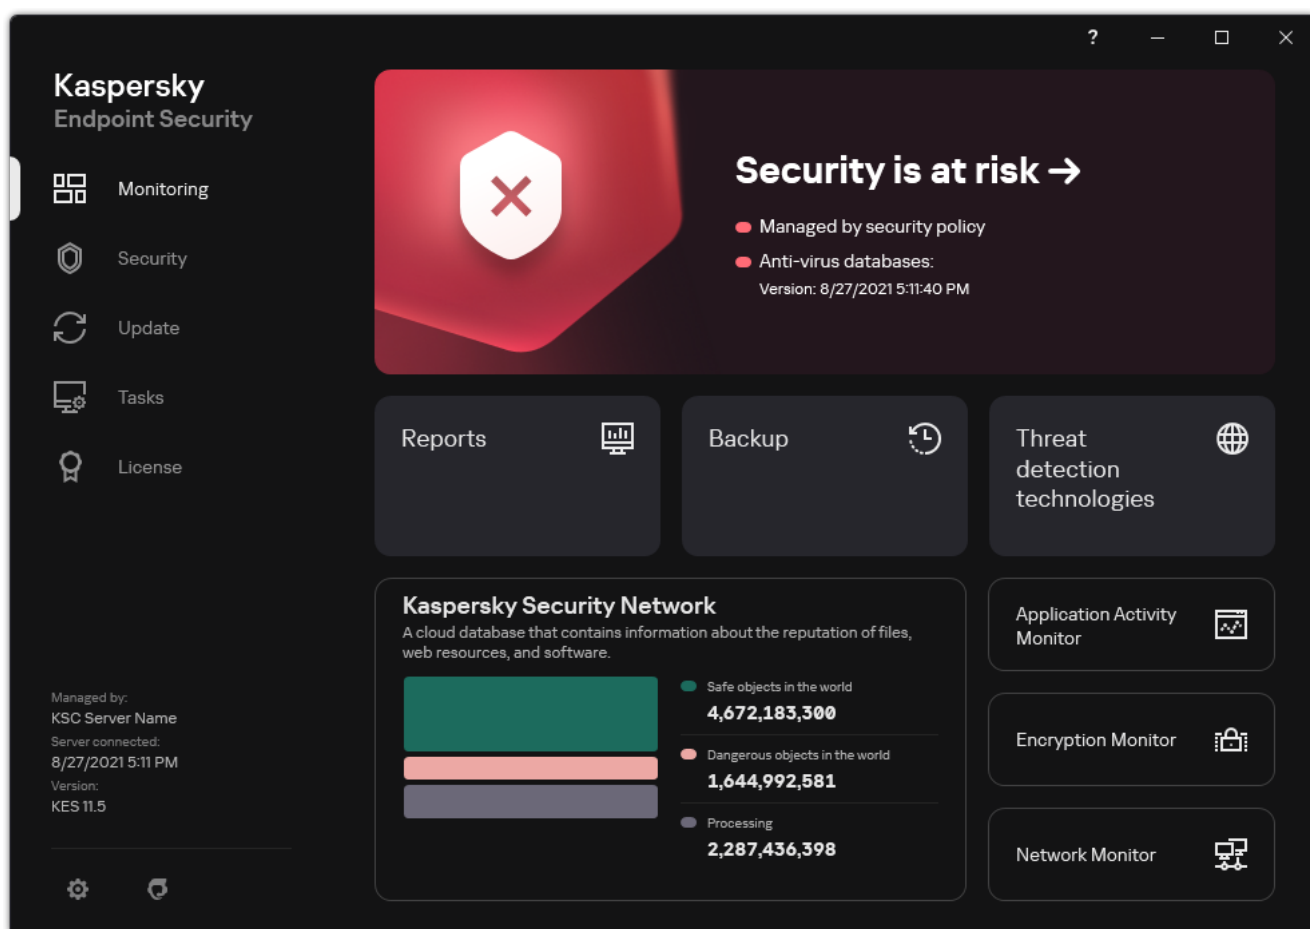 ?
Kaspersky
Endpoint Security
Monitoring
Security
Update
Tasks
License
Managed by:
KSC Server Name
Server connected:
8/27/2021 5:11 PM
Version:
KES 11.5
Security is at risk →
Managed by security policy
Anti-virus databases:
Version: 8/27/2021 5:11:40 PM
Reports
Backup
Threat
detection
technologies
Kaspersky Security Network
A cloud database that contains information about the reputation of files,
web resources, and software.
Safe objects in the world
4,672,183,300
Dangerous objects in the world
1,644,992,581
Processing
2,287,436,398
Application Activity
Monitor
Encryption Monitor
Network Monitor